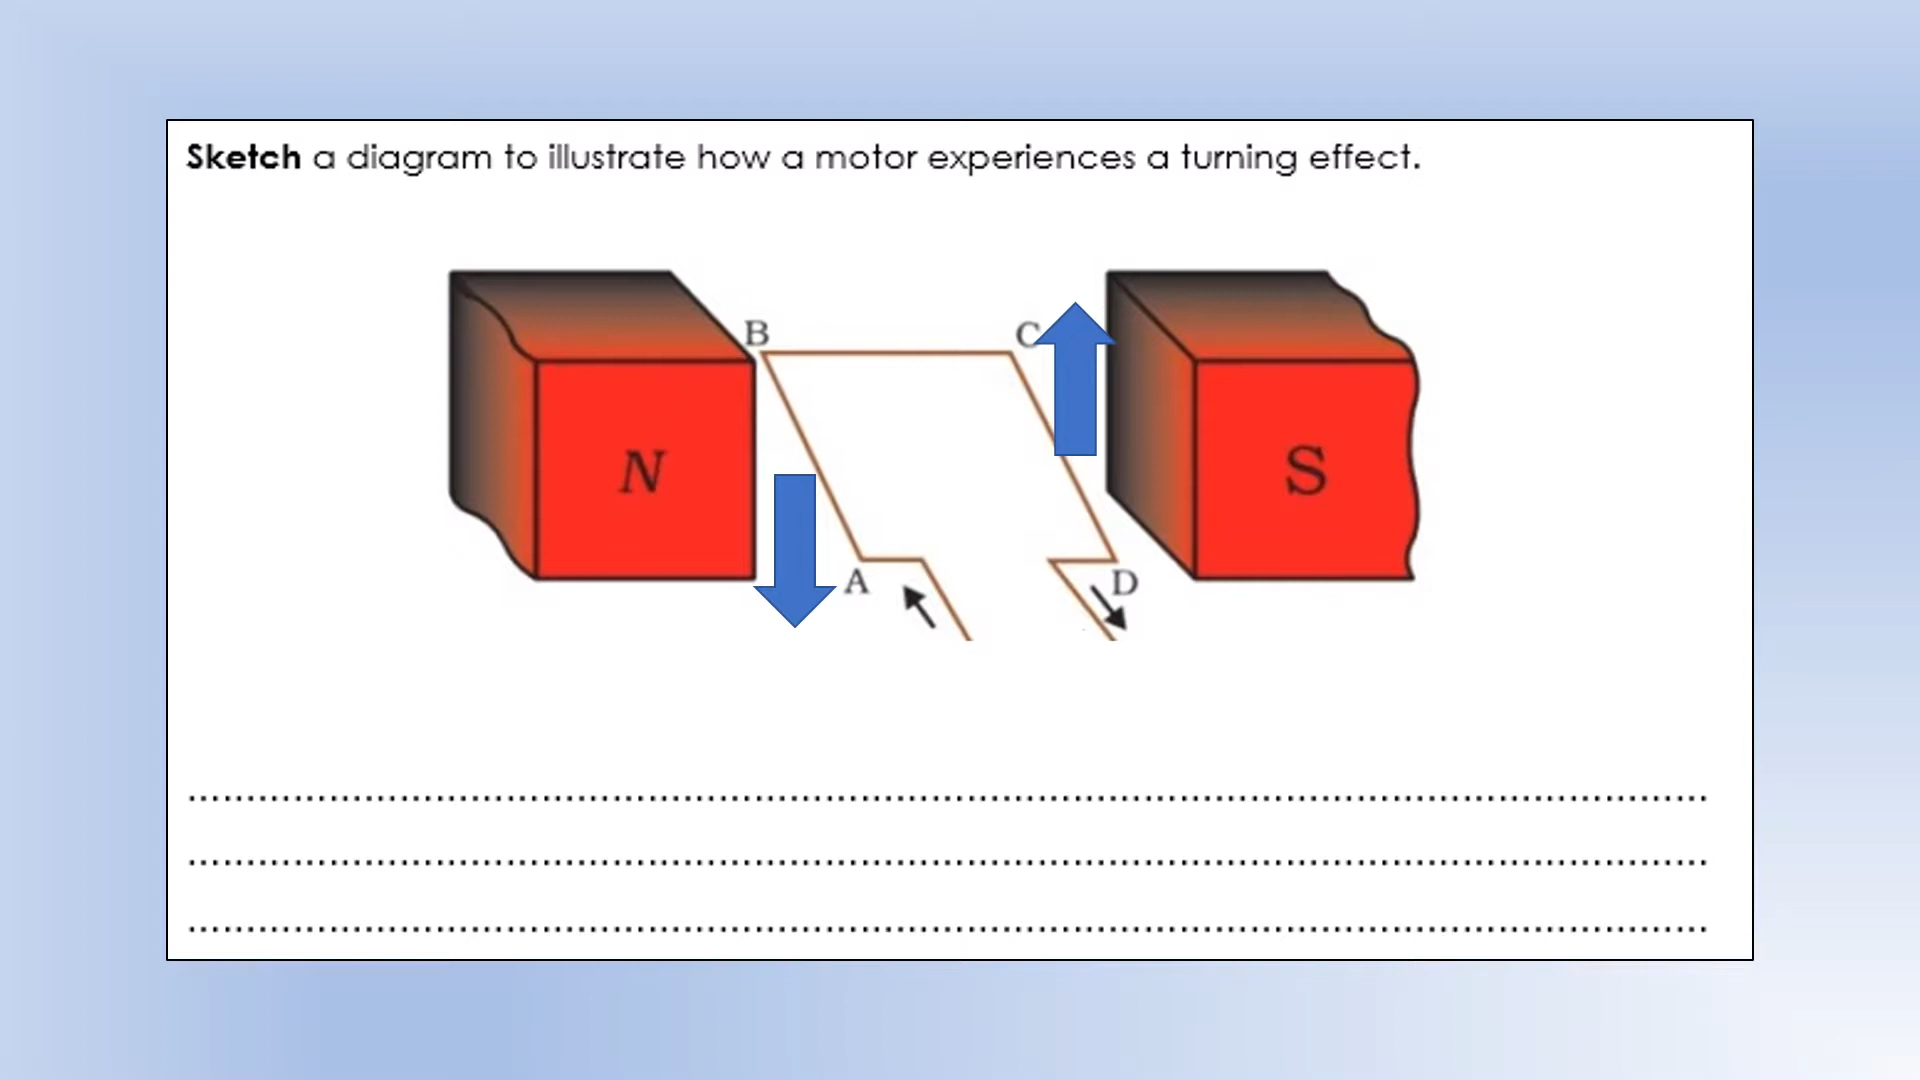 Sketch a diagram to illustrate how a motor experiences a turning effect.
B
C
N
S
A
D